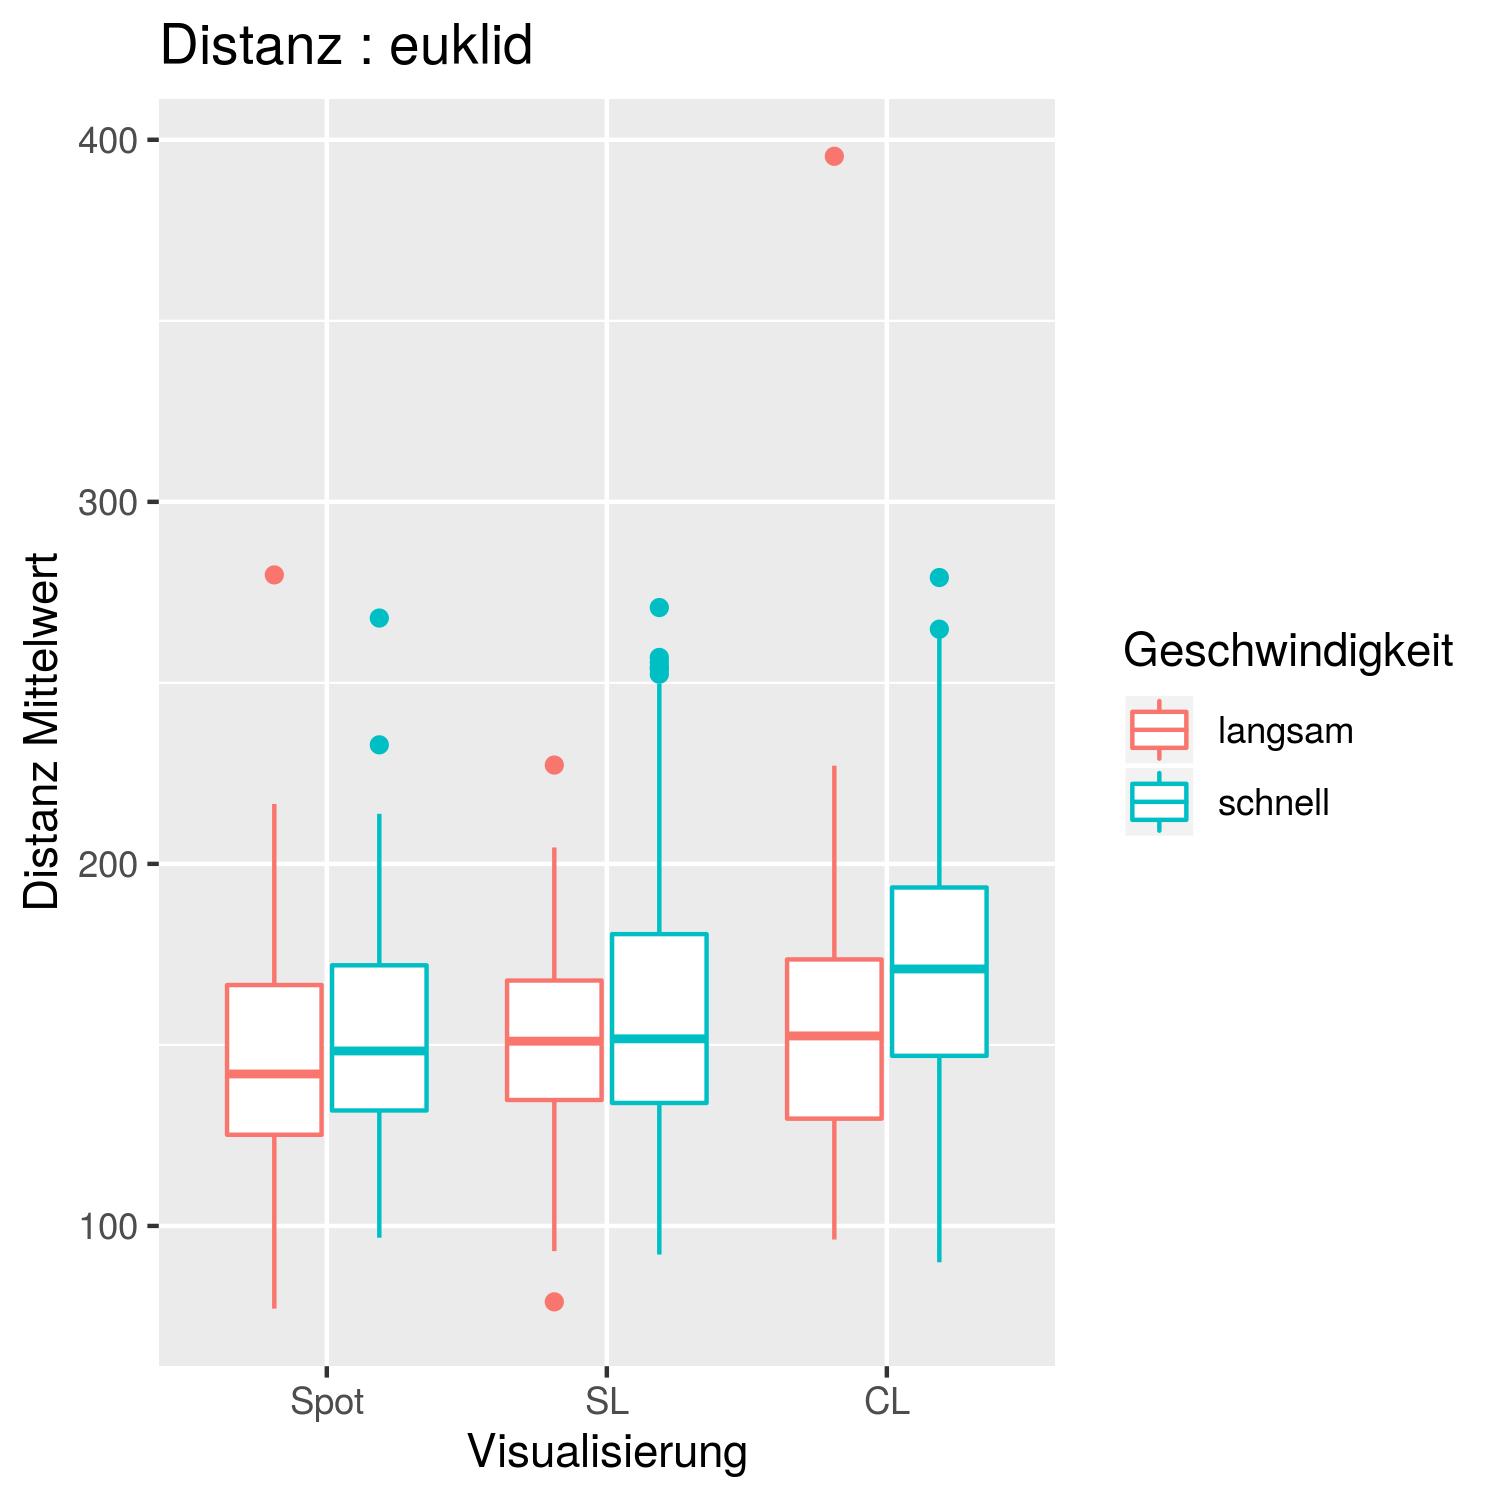 Distanz : euklid
400
300
200
100
Distanz Mittelwert
Spot
SL
CL
Visualisierung
Geschwindigkeit
langsam
schnell